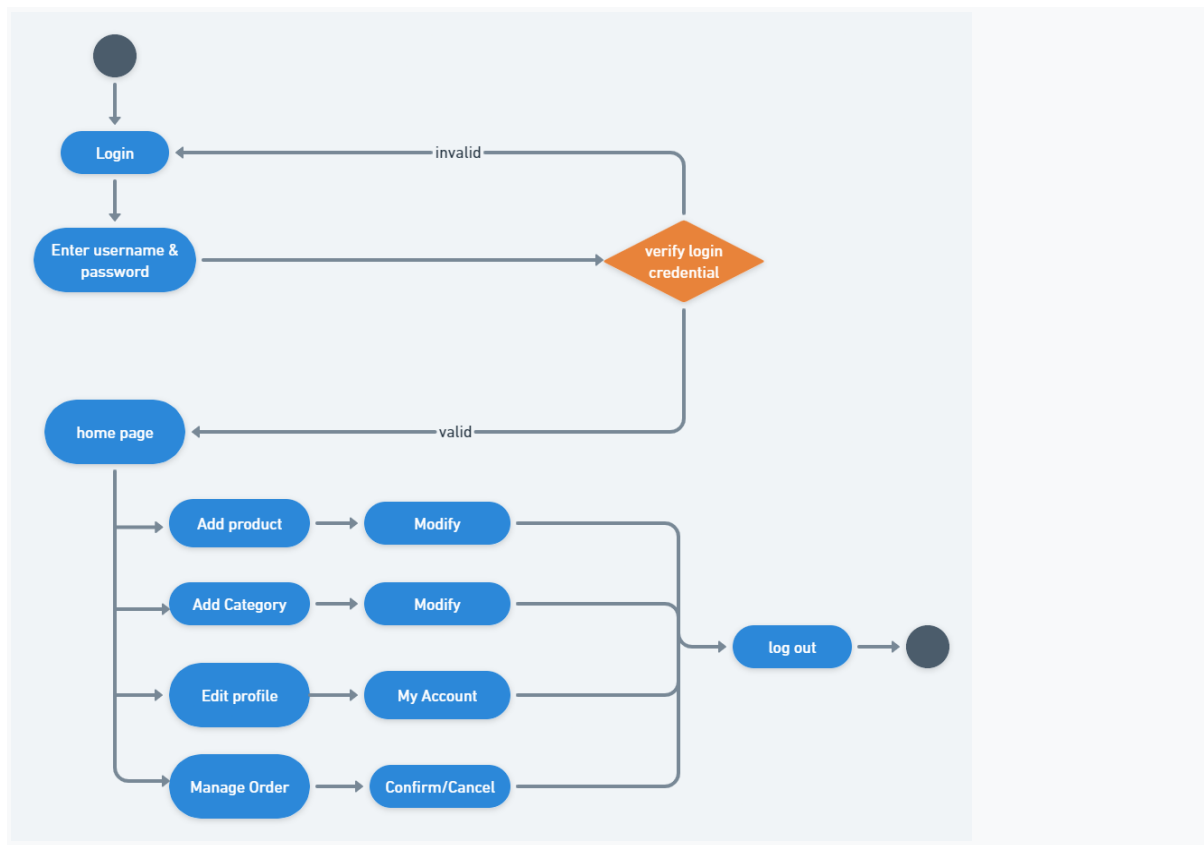 Login
invalid
Enter username &
password
verify login
credential
home page
valid
Add product
Modify
Add Category
Modify
log out
Edit profile
My Account
Manage Order
Confirm/Cancel